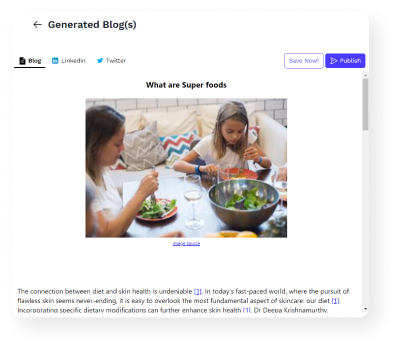 Generated Blog(s)
Blog
LinkedIn
Twitter
Save Now!
Publish
What are Super foods
Image Source
The connection between diet and skin health is undeniable [1]. In today's fast-paced world, where the pursuit of
flawless skin seems never-ending, it is easy to overlook the most fundamental aspect of skincare: our diet [1].
Incorporating specific dietary modifications can further enhance skin health [1]. Dr Deepa Krishnamurthy,